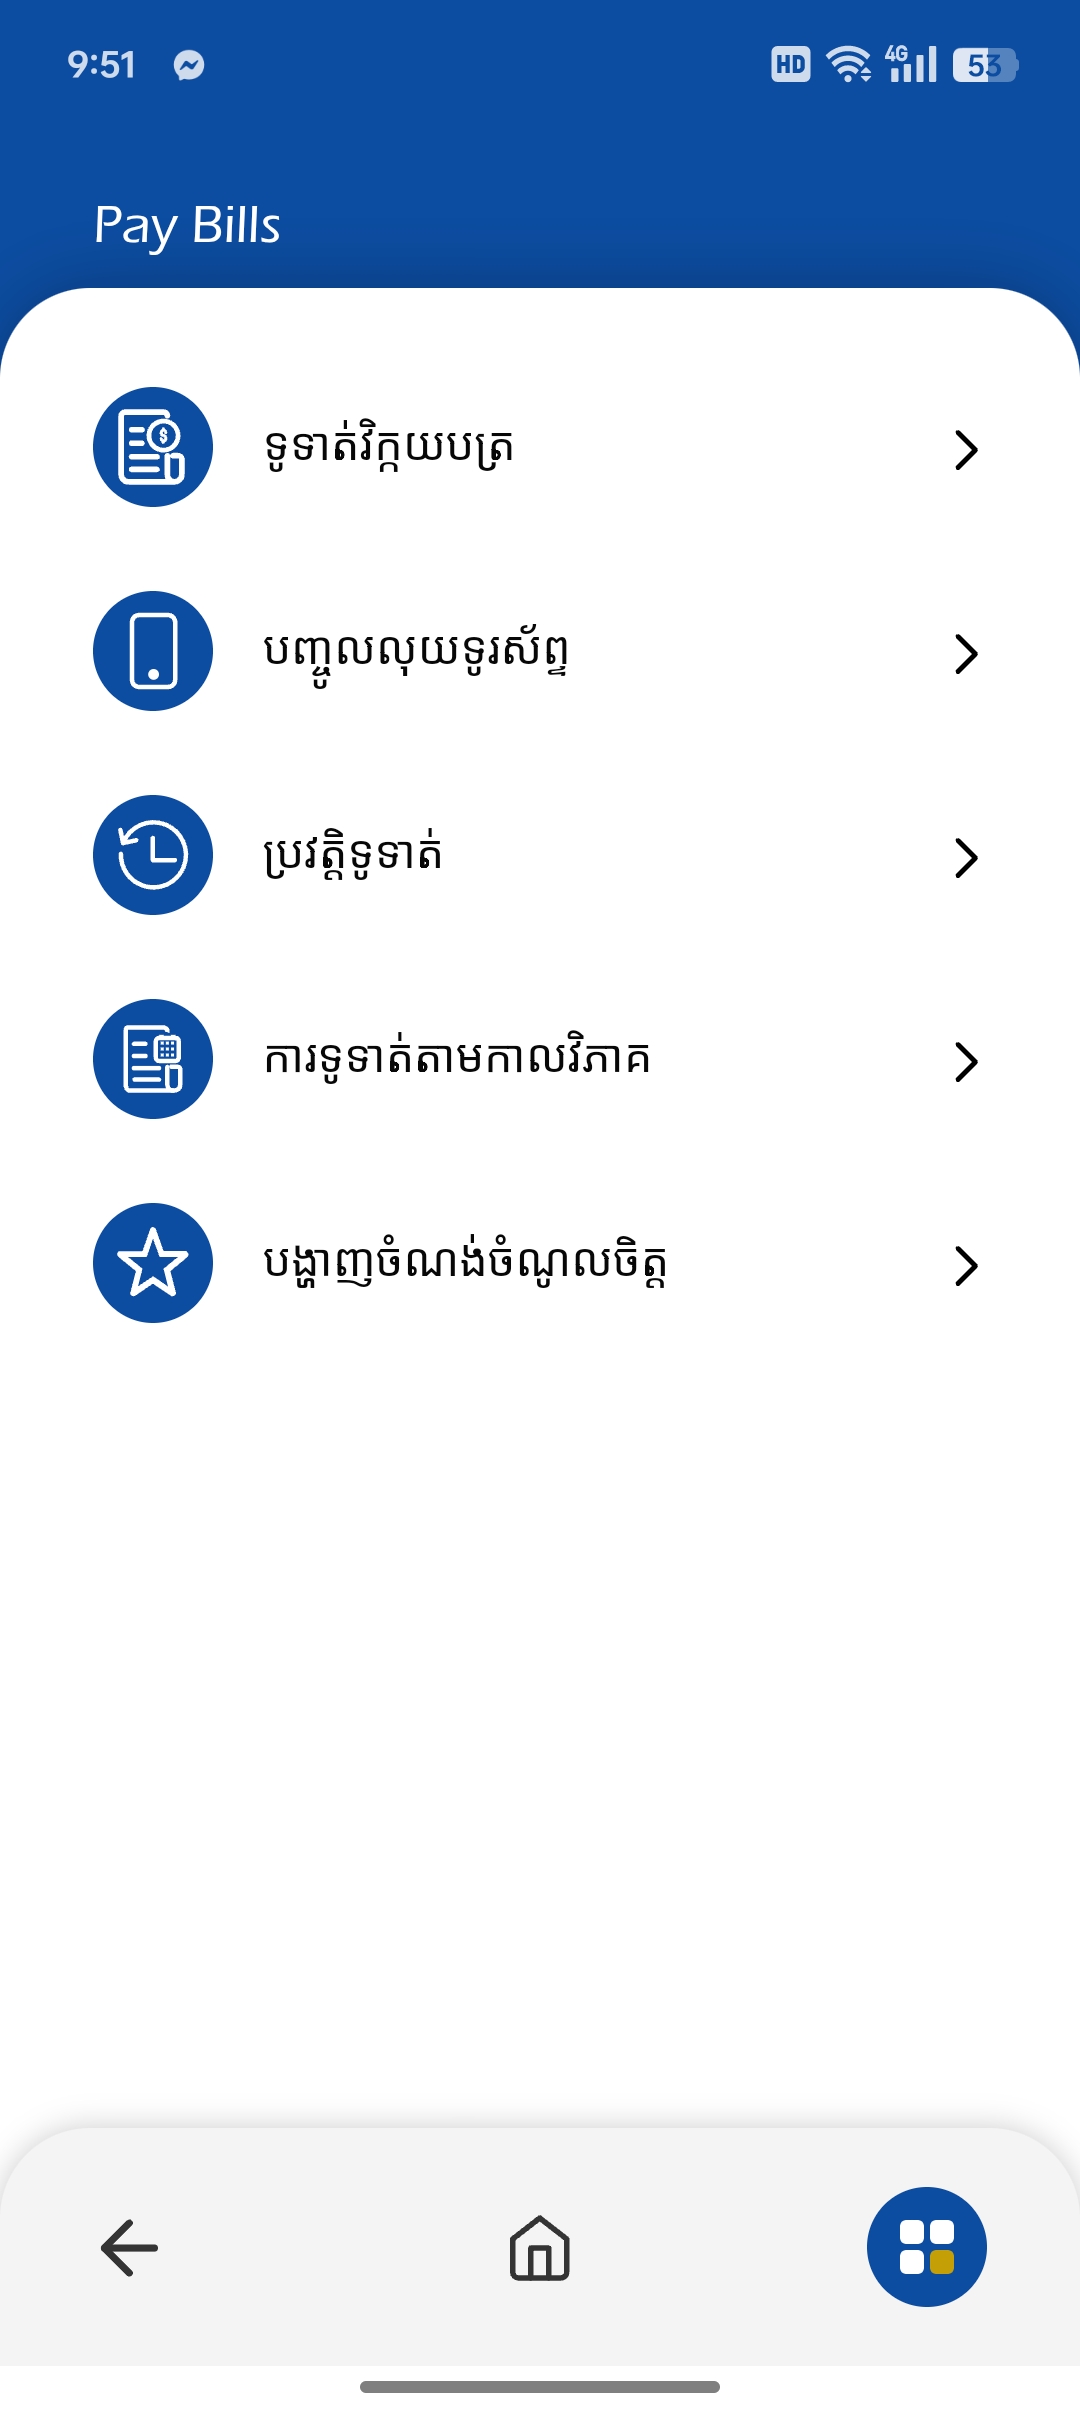 9:51
HD
4G
53
Pay Bills
ទូទាត់វិក្កយបត្រ
បញ្ចូលលុយទូរស័ព្ទ
ប្រវត្តិទូទាត់
ការទូទាត់តាមកាលវិភាគ
បង្ហាញចំណង់ចំណូលចិត្ត